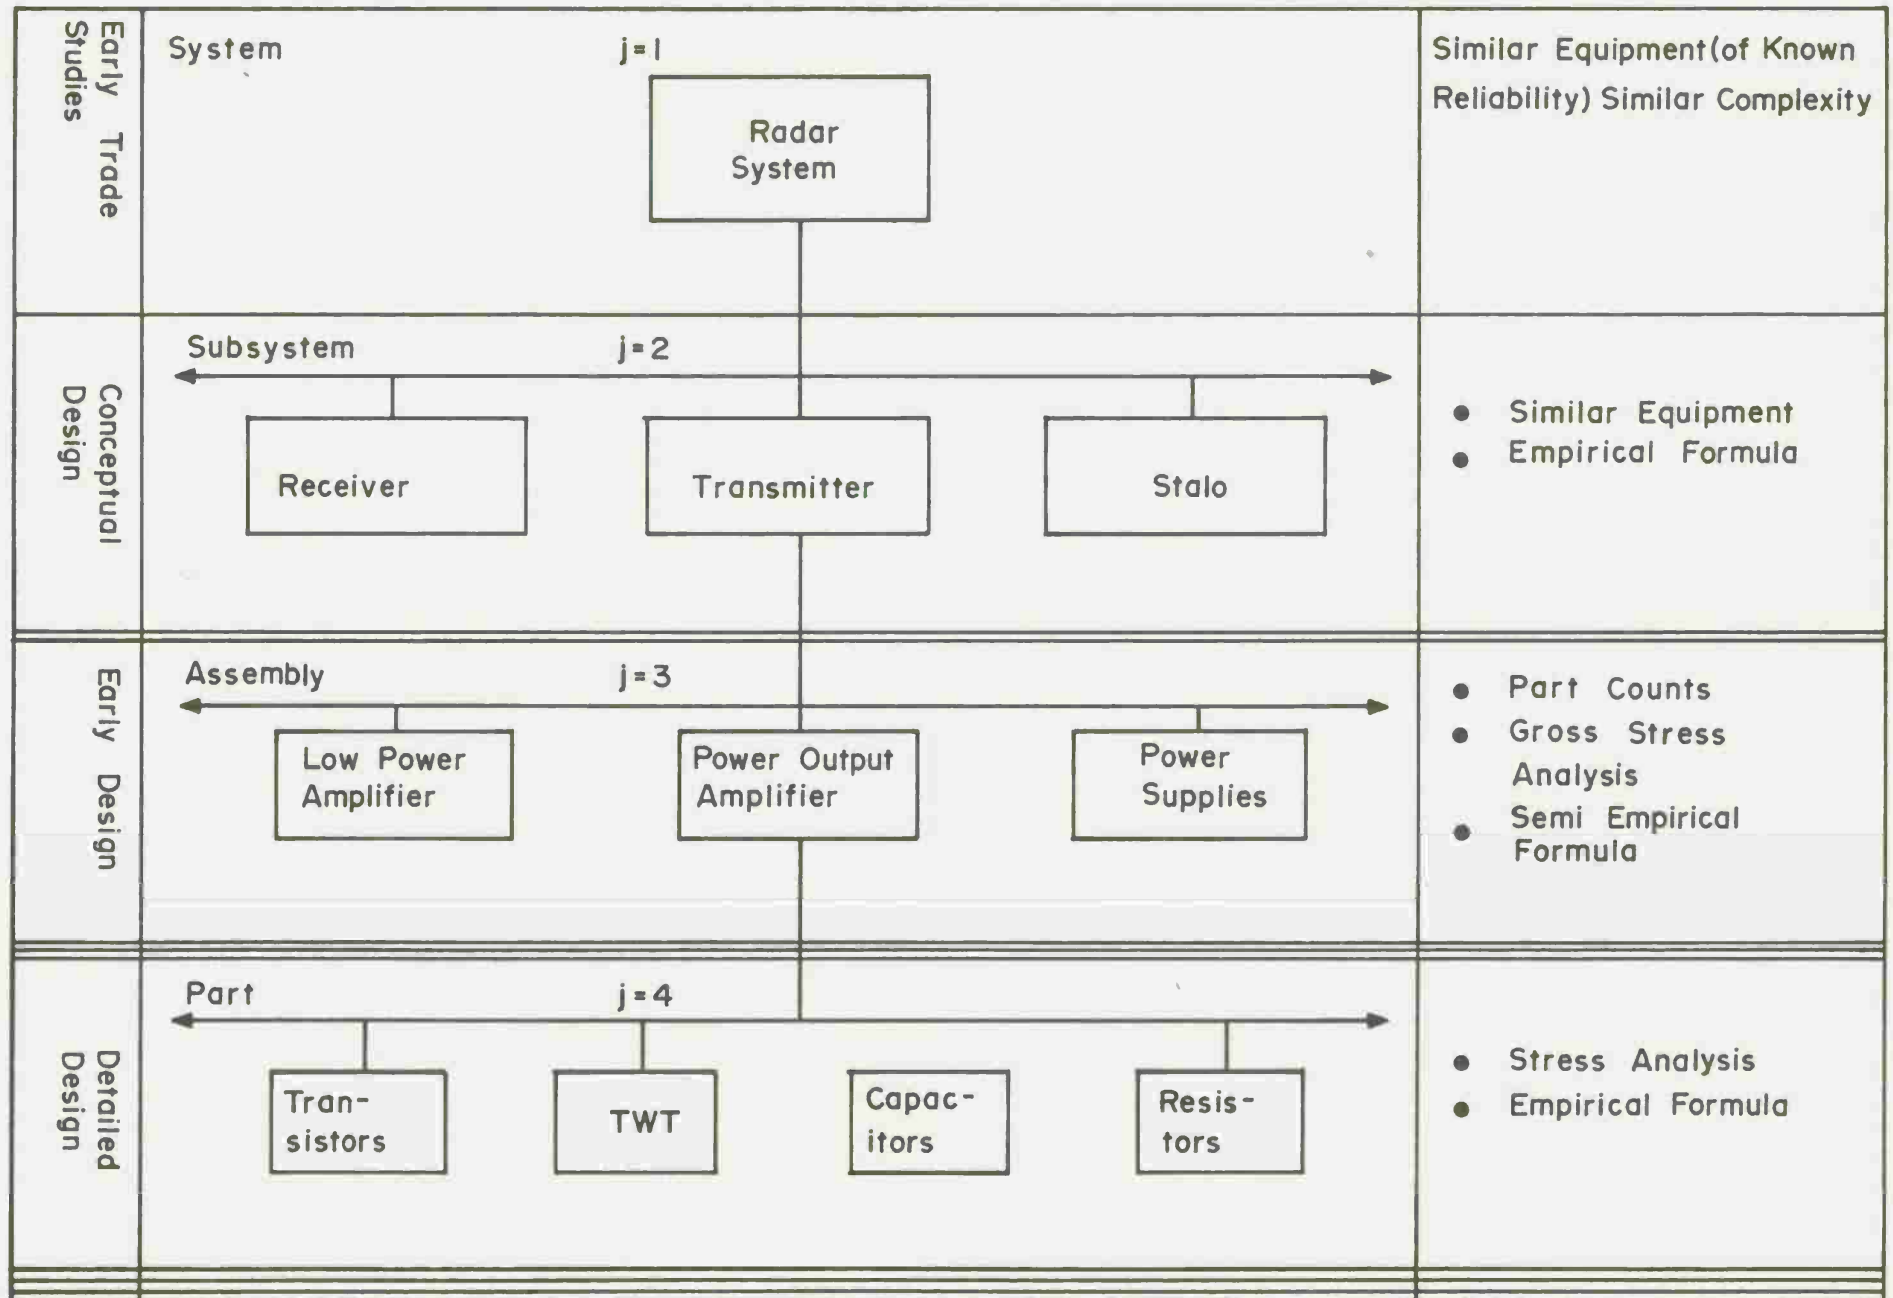 Early Trade
Studies
System
j=1
Radar
System
Similar Equipment(of Known
Reliability) Similar Complexity
Conceptual
Design
Subsystem
j=2
Receiver
Transmitter
Stalo
● Similar Equipment
● Empirical Formula
Early Design
Assembly
j=3
Low Power
Amplifier
Power Output
Amplifier
Power
Supplies
● Part Counts
● Gross Stress
Analysis
● Semi Empirical
Formula
Detailed
Design
Part
j=4
Tran-
sistors
TWT
Capac-
itors
Resis-
tors
● Stress Analysis
● Empirical Formula